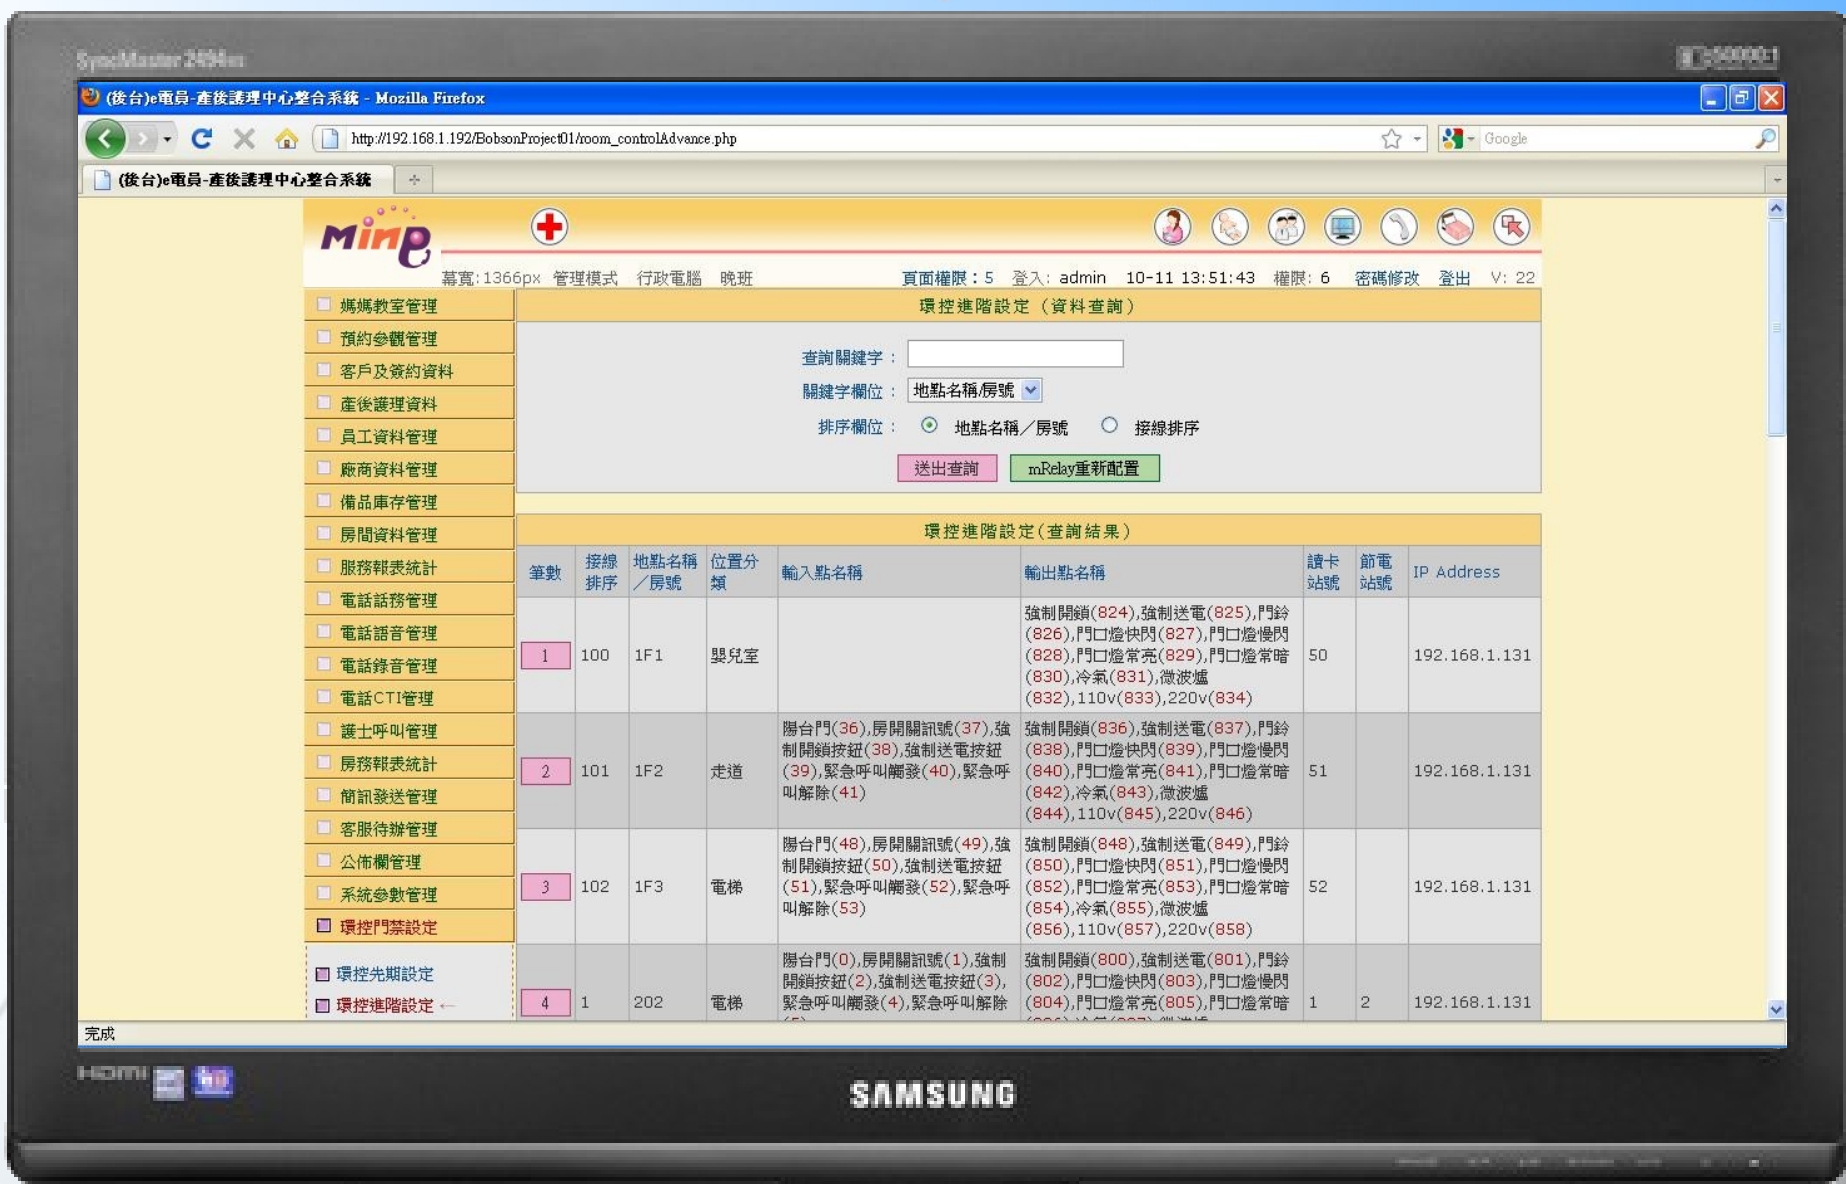 SyncMaster 2494HS
50000:1
(後台)e電員-產後護理中心整合系統 - Mozilla Firefox
http://192.168.1.192/BobsonProject01/room_controlAdvance.php
Google
(後台)e電員-產後護理中心整合系統
Minpe
幕寬:1366px 管理模式 行政電腦 晚班 頁面權限:5 登入: admin 10-11 13:51:43 權限: 6 密碼修改 登出 V: 22
媽媽教室管理
預約參觀管理
客戶及簽約資料
產後護理資料
員工資料管理
廠商資料管理
備品庫存管理
房間資料管理
服務報表統計
電話話務管理
電話語音管理
電話錄音管理
電話CTI管理
護士呼叫管理
房務報表統計
簡訊發送管理
客服待辦管理
公佈欄管理
系統參數管理
環控門禁設定
環控先期設定
環控進階設定 ←
環控進階設定 (資料查詢)
查詢關鍵字:
關鍵字欄位: 地點名稱/房號
排序欄位: 地點名稱/房號 接線排序
送出查詢 mRelay重新配置
環控進階設定(查詢結果)
筆數 接線排序 地點名稱/房號 位置分類 輸入點名稱 輸出點名稱 讀卡站號 節電站號 IP Address
1 100 1F1 嬰兒室 50 192.168.1.131
強制開鎖(824),強制送電(825),門鈴
(826),門口燈快閃(827),門口燈慢閃
(828),門口燈常亮(829),門口燈常暗
(830),冷氣(831),微波爐
(832),110v(833),220v(834)
2 101 1F2 走道 51 192.168.1.131
陽台門(36),房開關訊號(37),強
制開鎖按鈕(38),強制送電按鈕
(39),緊急呼叫觸發(40),緊急呼
叫解除(41)
強制開鎖(836),強制送電(837),門鈴
(838),門口燈快閃(839),門口燈慢閃
(840),門口燈常亮(841),門口燈常暗
(842),冷氣(843),微波爐
(844),110v(845),220v(846)
3 102 1F3 電梯 52 192.168.1.131
陽台門(48),房開關訊號(49),強
制開鎖按鈕(50),強制送電按鈕
(51),緊急呼叫觸發(52),緊急呼
叫解除(53)
強制開鎖(848),強制送電(849),門鈴
(850),門口燈快閃(851),門口燈慢閃
(852),門口燈常亮(853),門口燈常暗
(854),冷氣(855),微波爐
(856),110v(857),220v(858)
4 1 202 電梯 1 2 192.168.1.131
陽台門(0),房開關訊號(1),強制
開鎖按鈕(2),強制送電按鈕(3),
緊急呼叫觸發(4),緊急呼叫解除
強制開鎖(800),強制送電(801),門鈴
(802),門口燈快閃(803),門口燈慢閃
(804),門口燈常亮(805),門口燈常暗
完成
HDMI
SAMSUNG